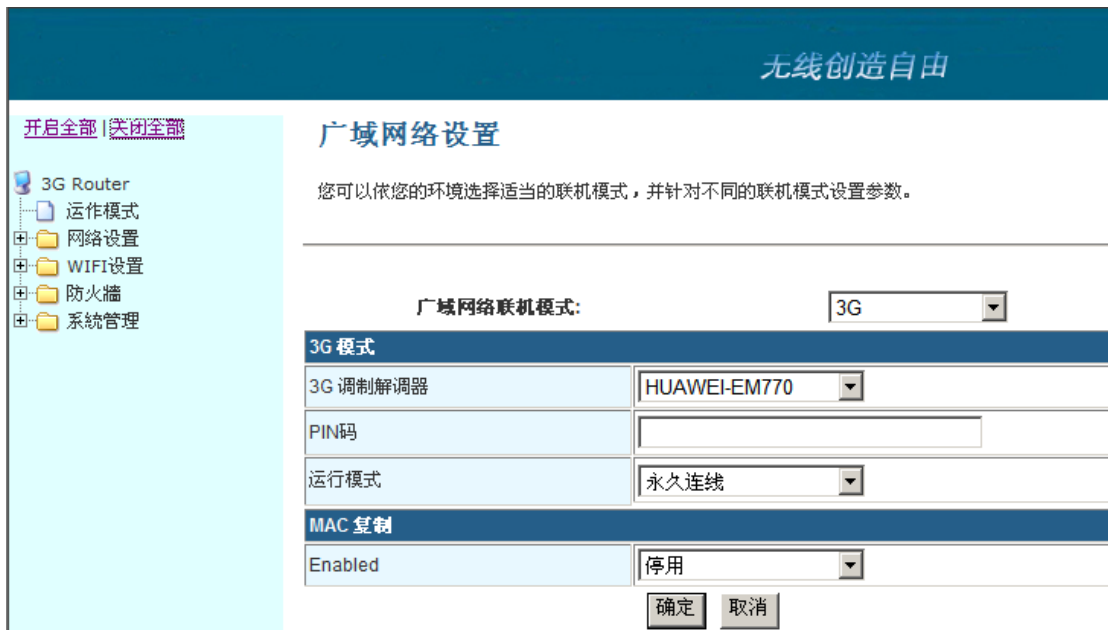 无线创造自由
开启全部|关闭全部
3G Router
运作模式
网络设置
WIFI设置
防火牆
系統管理
广域网络设置
您可以依您的环境选择适当的联机模式，并针对不同的联机模式设置参数。
广域网络联机模式: 3G
3G 模式
3G 调制解调器 HUAWEI-EM770
PIN码
运行模式 永久连线
MAC 复制
Enabled 停用
确定 取消